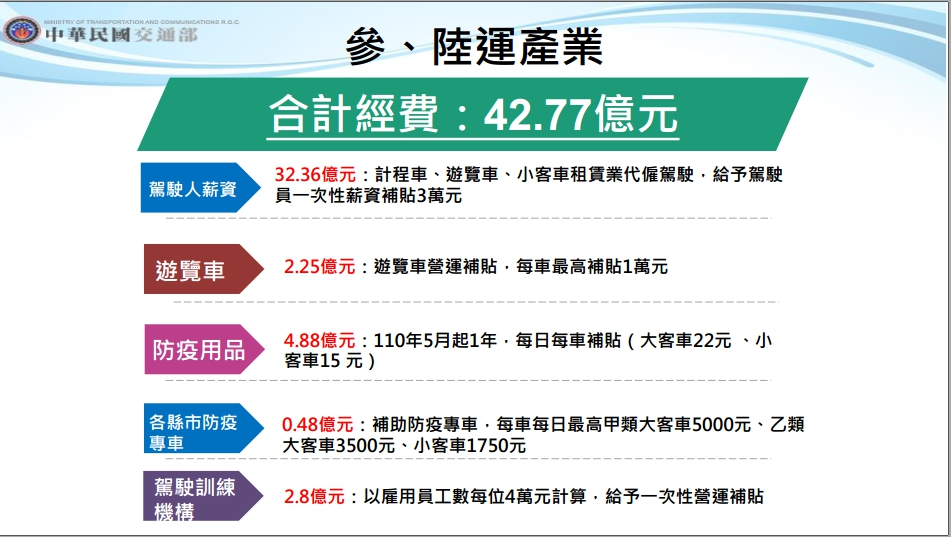 MINISTRY OF TRANSPORTATION AND COMMUNICATIONS R.O.C.
中華民國交通部
參、陸運產業
合計經費：42.77億元
駕駛人薪資
32.36億元：計程車、遊覽車、小客車租賃業代僱駕駛，給予駕駛
員一次性薪資補貼3萬元
遊覽車
2.25億元：遊覽車營運補貼，每車最高補貼1萬元
防疫用品
4.88億元：110年5月起1年，每日每車補貼（大客車22元 、小
客車15 元）
各縣市防疫
專車
0.48億元：補助防疫專車，每車每日最高甲類大客車5000元、乙類
大客車3500元、小客車1750元
駕駛訓練
機構
2.8億元：以雇用員工數每位4萬元計算，給予一次性營運補貼